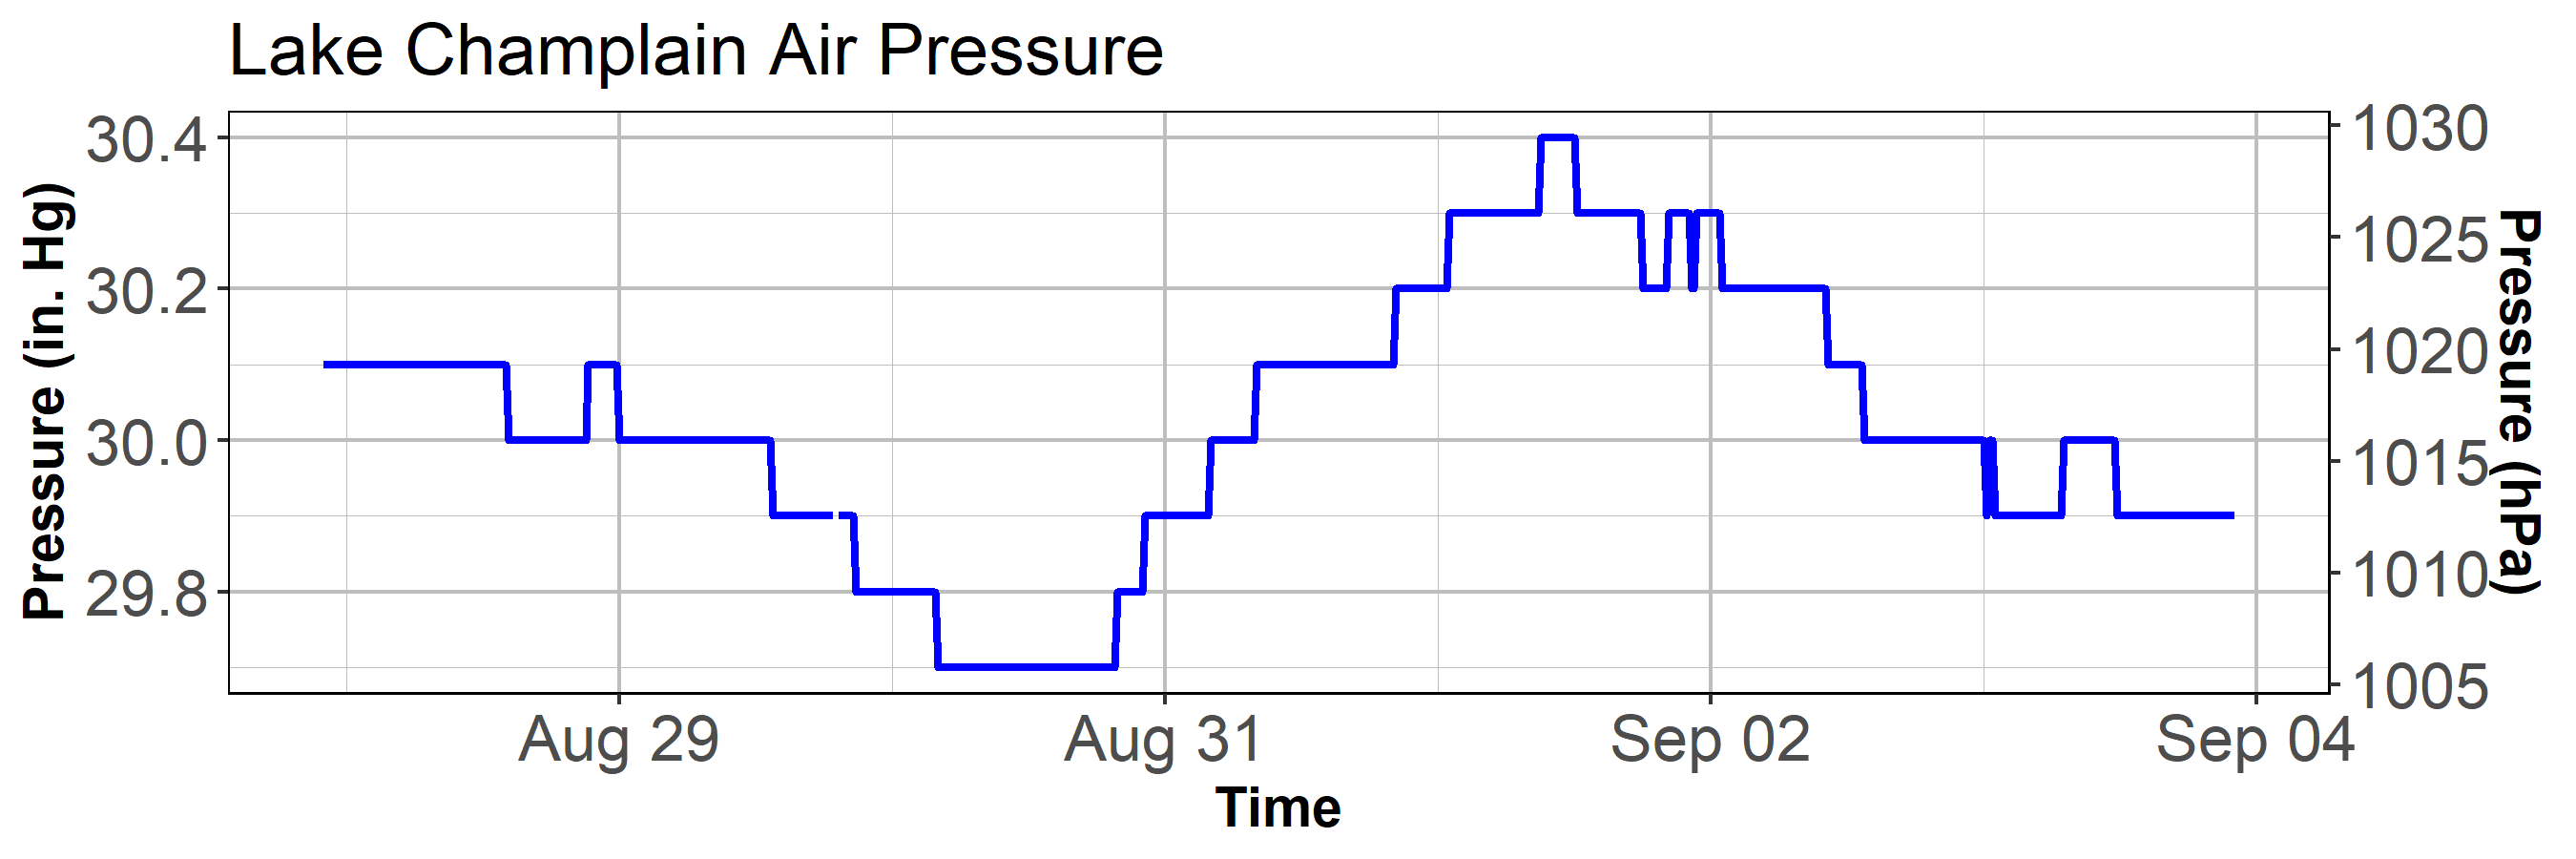 Lake Champlain Air Pressure
Pressure (in. Hg)
30.4
30.2
30.0
29.8
1030
1025
1020
1015
1010
1005
Pressure (hPa)
Aug 29
Aug 31
Sep 02
Sep 04
Time